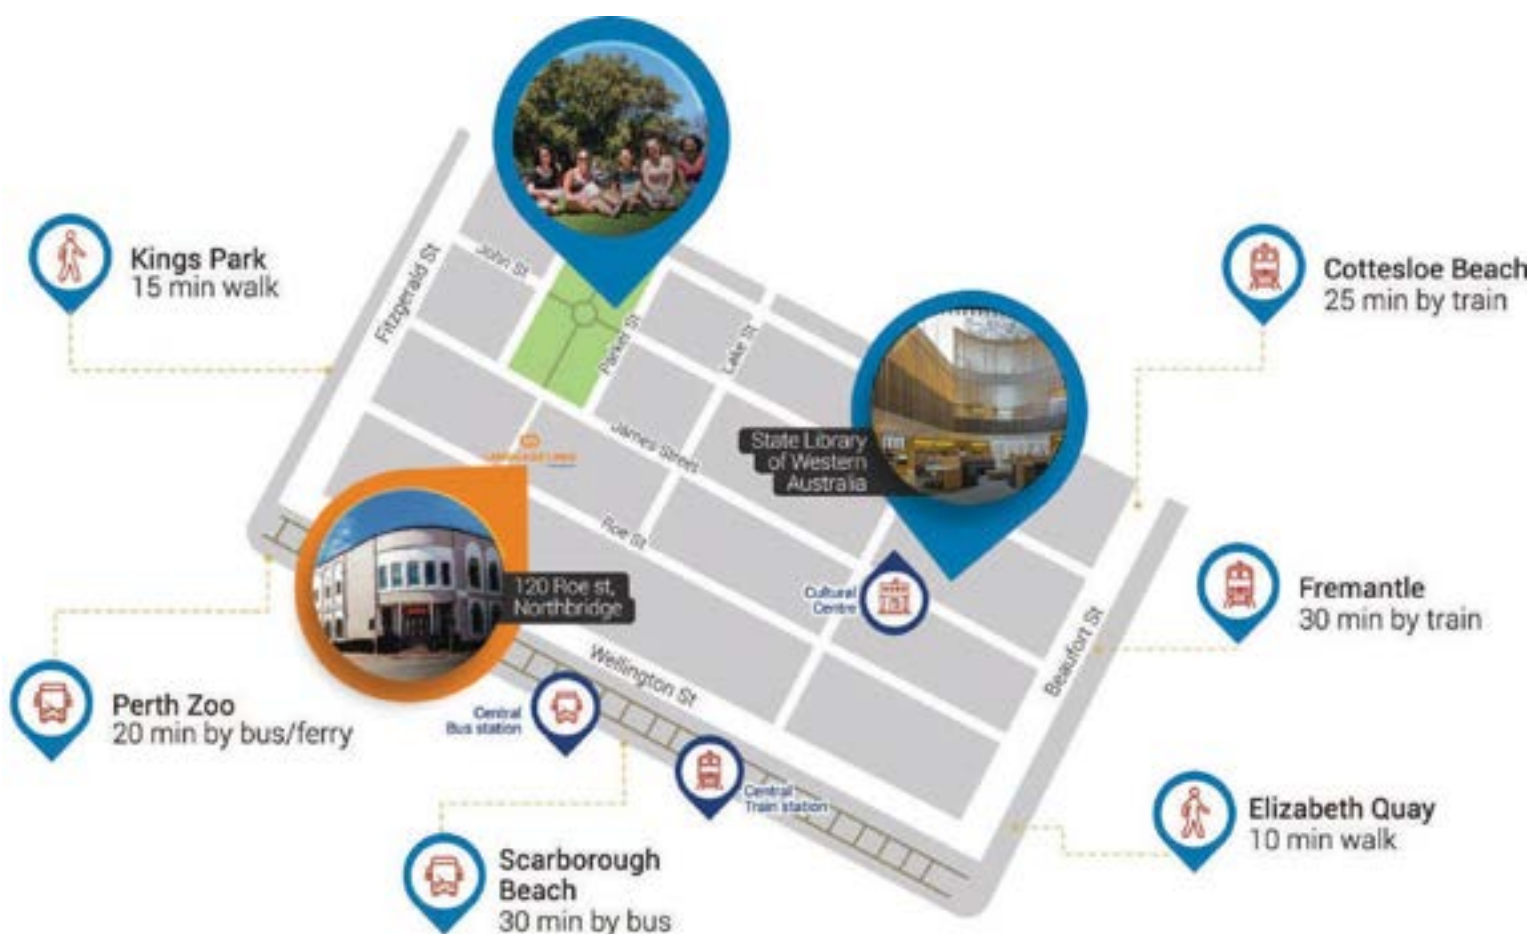 Kings Park
15 min walk
Fitzgerald St
John St
Parker St
Lake St
Cottesloe Beach
25 min by train
James Street
State Library
of Western
Australia
Roe St
120 Roe st,
Northbridge
Cultural
Centre
Fremantle
30 min by train
Beaufort St
Wellington St
Perth Zoo
20 min by bus/ferry
Central
Bus station
Central
Train station
Elizabeth Quay
10 min walk
Scarborough
Beach
30 min by bus